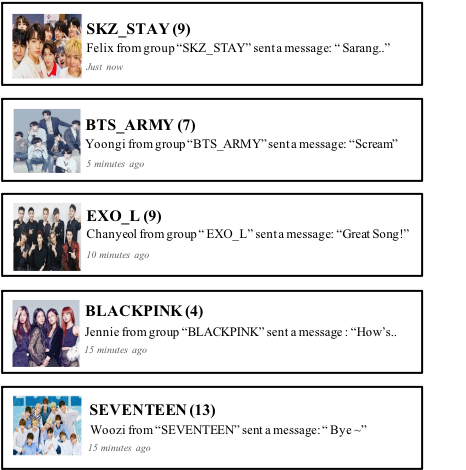 SKZ_STAY (9)
Felix from group “SKZ_STAY” sent a message: “ Sarang..”
Just now
BTS_ARMY (7)
Yoongi from group “BTS_ARMY” sent a message: “Scream”
5 minutes ago
EXO_L (9)
Chanyeol from group “ EXO_L” sent a message: “Great Song!”
10 minutes ago
BLACKPINK (4)
Jennie from group “BLACKPINK” sent a message : “How’s..
15 minutes ago
SEVENTEEN (13)
Woozi from “SEVENTEEN” sent a message: “ Bye ~”
15 minutes ago